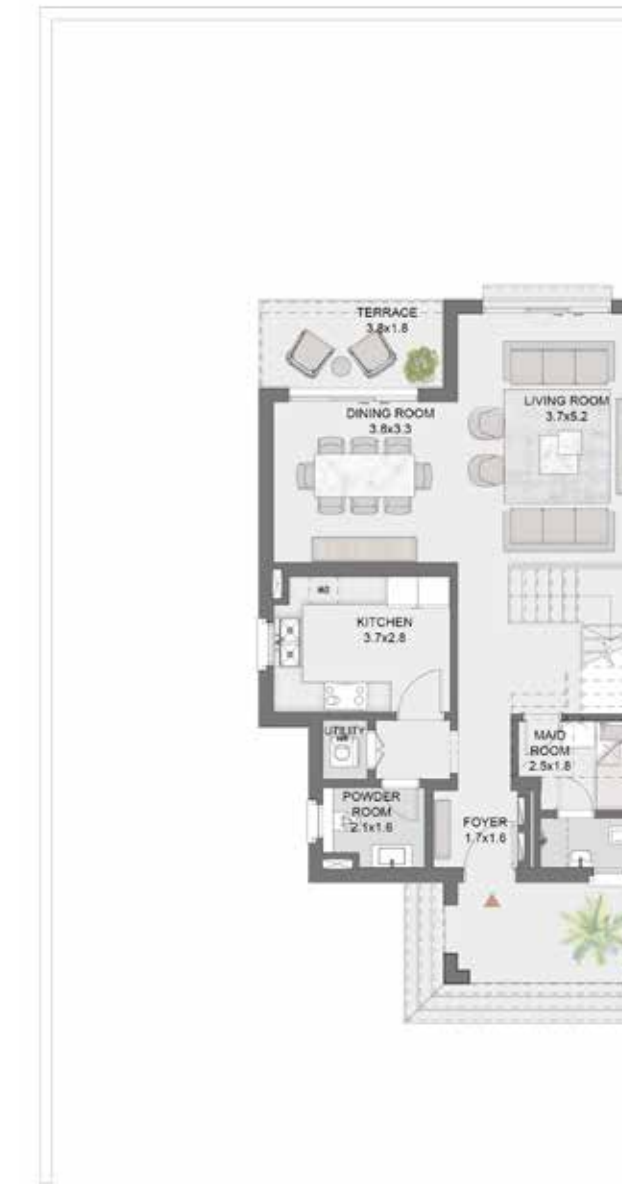 TERRACE
3.8x1.8
DINING ROOM
3.8x3.3
LIVING ROOM
3.7x5.2
KITCHEN
3.7x2.8
UTILITY
MAID
ROOM
2.5x1.8
POWDER
ROOM
2.1x1.6
FOYER
1.7x1.6